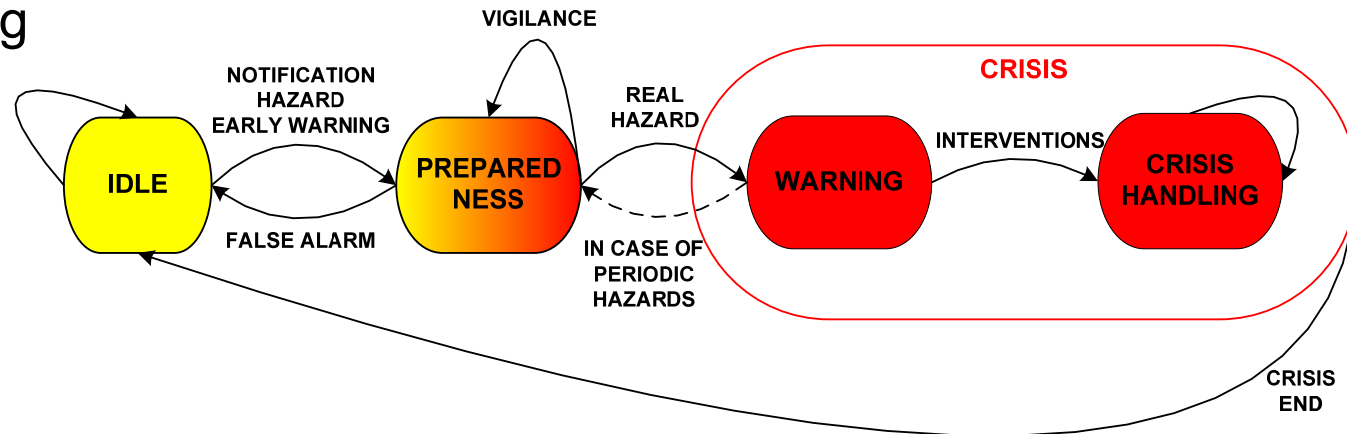 g
VIGILANCE
NOTIFICATION
HAZARD
EARLY WARNING
REAL
HAZARD
CRISIS
IDLE
PREPARED
NESS
WARNING
INTERVENTIONS
CRISIS
HANDLING
FALSE ALARM
IN CASE OF
PERIODIC
HAZARDS
CRISIS
END